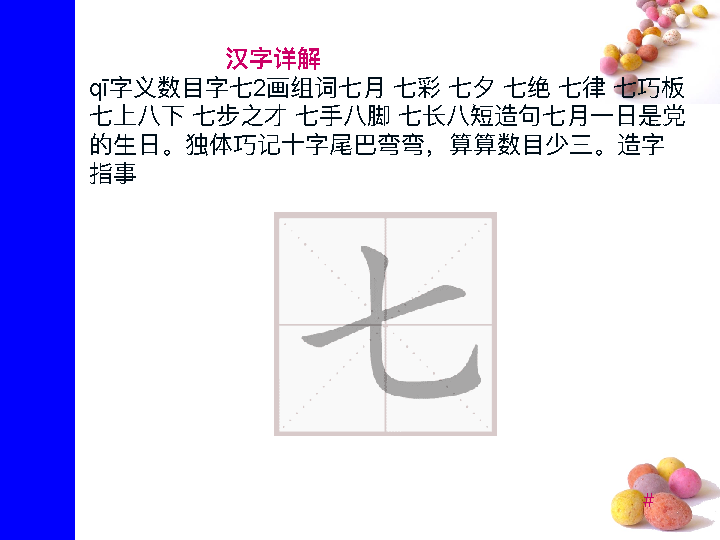 汉字详解
qī字义数目字七2画组词七月 七彩 七夕 七绝 七律 七巧板
七上八下 七步之才 七手八脚 七长八短造句七月一日是党
的生日。独体巧记十字尾巴弯弯，算算数目少三。造字
指事
七
#